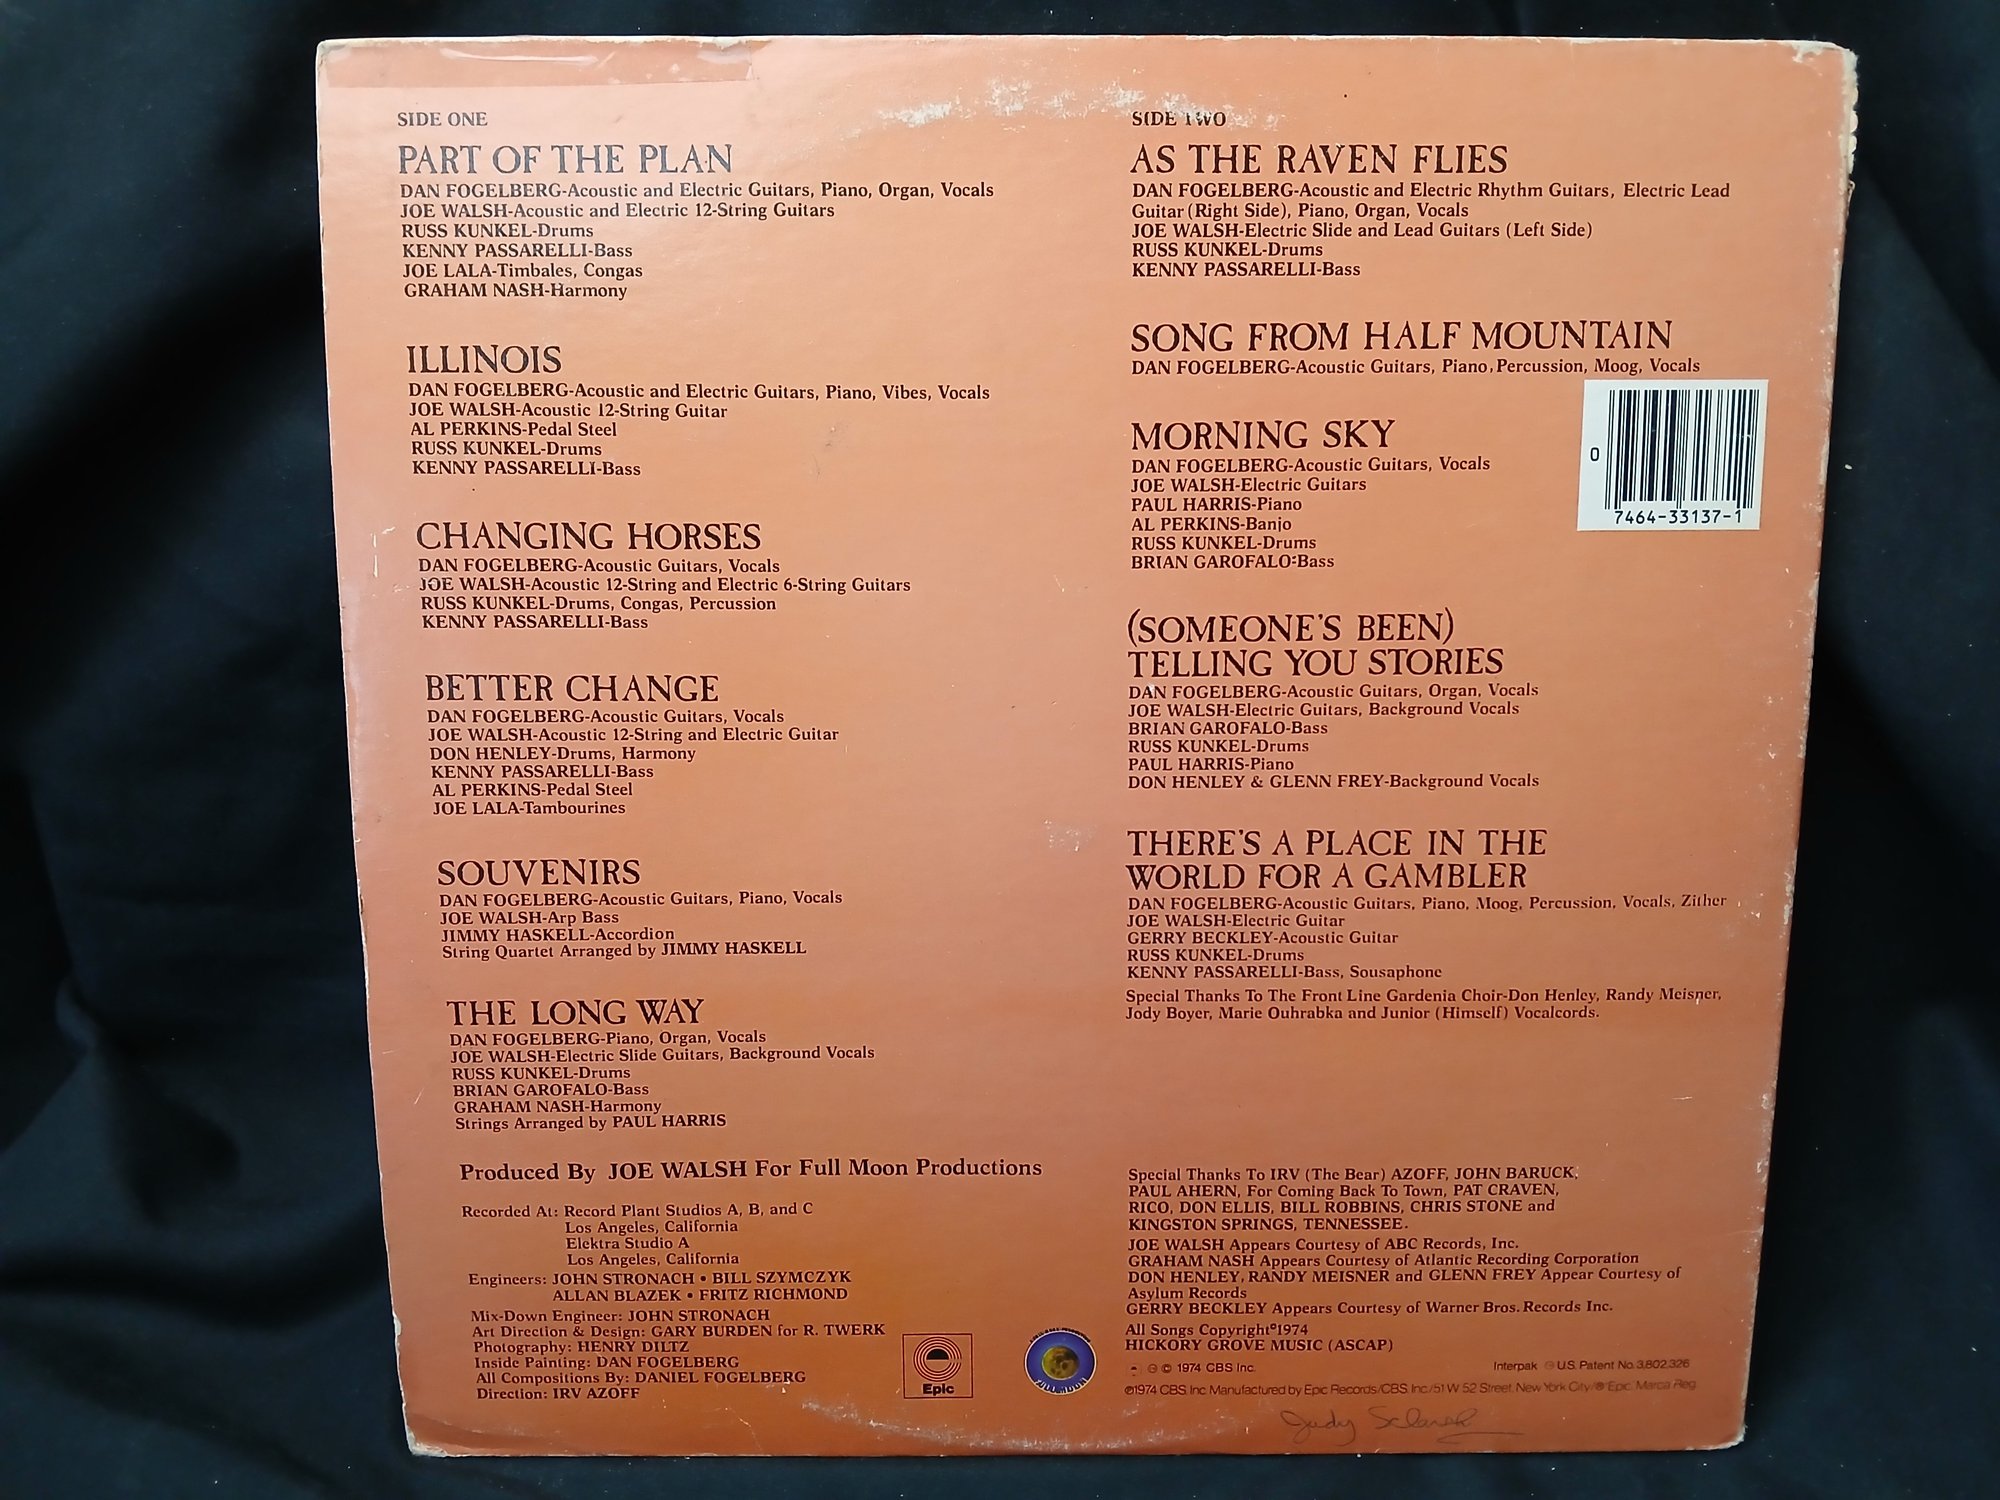 SIDE ONE
PART OF THE PLAN
DAN FOGELBERG-Acoustic and Electric Guitars, Piano, Organ, Vocals
JOE WALSH-Acoustic and Electric 12-String Guitars
RUSS KUNKEL-Drums
KENNY PASSARELLI-Bass
JOE LALA-Timbales, Congas
GRAHAM NASH-Harmony
ILLINOIS
DAN FOGELBERG-Acoustic and Electric Guitars, Piano, Vibes, Vocals
JOE WALSH-Acoustic 12-String Guitar
AL PERKINS-Pedal Steel
RUSS KUNKEL-Drums
KENNY PASSARELLI-Bass
CHANGING HORSES
DAN FOGELBERG-Acoustic Guitars, Vocals
JOE WALSH-Acoustic 12-String and Electric 6-String Guitars
RUSS KUNKEL-Drums, Congas, Percussion
KENNY PASSARELLI-Bass
BETTER CHANGE
DAN FOGELBERG-Acoustic Guitars, Vocals
JOE WALSH-Acoustic 12-String and Electric Guitar
DON HENLEY-Drums, Harmony
KENNY PASSARELLI-Bass
AL PERKINS-Pedal Steel
JOE LALA-Tambourines
SOUVENIRS
DAN FOGELBERG-Acoustic Guitars, Piano, Vocals
JOE WALSH-Arp Bass
JIMMY HASKELL-Accordion
String Quartet Arranged by JIMMY HASKELL
THE LONG WAY
DAN FOGELBERG-Piano, Organ, Vocals
JOE WALSH-Electric Slide Guitars, Background Vocals
RUSS KUNKEL-Drums
BRIAN GAROFALO-Bass
GRAHAM NASH-Harmony
Strings Arranged by PAUL HARRIS
Produced By JOE WALSH For Full Moon Productions
Recorded At: Record Plant Studios A, B, and C
Los Angeles, California
Elektra Studio A
Los Angeles, California
Engineers: JOHN STRONACH • BILL SZYMCZYK
ALLAN BLAZEK • FRITZ RICHMOND
Mix-Down Engineer: JOHN STRONACH
Art Direction & Design: GARY BURDEN for R. TWERK
Photography: HENRY DILTZ
Inside Painting: DAN FOGELBERG
All Compositions By: DANIEL FOGELBERG
Direction: IRV AZOFF
Epic
FULL MOON
SIDE TWO
AS THE RAVEN FLIES
DAN FOGELBERG-Acoustic and Electric Rhythm Guitars, Electric Lead
Guitar (Right Side), Piano, Organ, Vocals
JOE WALSH-Electric Slide and Lead Guitars (Left Side)
RUSS KUNKEL-Drums
KENNY PASSARELLI-Bass
SONG FROM HALF MOUNTAIN
DAN FOGELBERG-Acoustic Guitars, Piano, Percussion, Moog, Vocals
MORNING SKY
DAN FOGELBERG-Acoustic Guitars, Vocals
JOE WALSH-Electric Guitars
PAUL HARRIS-Piano
AL PERKINS-Banjo
RUSS KUNKEL-Drums
BRIAN GAROFALO-Bass
0
7464-33137-1
(SOMEONE'S BEEN)
TELLING YOU STORIES
DAN FOGELBERG-Acoustic Guitars, Organ, Vocals
JOE WALSH-Electric Guitars, Background Vocals
BRIAN GAROFALO-Bass
RUSS KUNKEL-Drums
PAUL HARRIS-Piano
DON HENLEY & GLENN FREY-Background Vocals
THERE'S A PLACE IN THE
WORLD FOR A GAMBLER
DAN FOGELBERG-Acoustic Guitars, Piano, Moog, Percussion, Vocals, Zither
JOE WALSH-Electric Guitar
GERRY BECKLEY-Acoustic Guitar
RUSS KUNKEL-Drums
KENNY PASSARELLI-Bass, Sousaphone
Special Thanks To The Front Line Gardenia Choir-Don Henley, Randy Meisner,
Jody Boyer, Marie Ouhrabka and Junior (Himself) Vocalcords.
Special Thanks To IRV (The Bear) AZOFF, JOHN BARUCK,
PAUL AHERN, For Coming Back To Town, PAT CRAVEN,
RICO, DON ELLIS, BILL ROBBINS, CHRIS STONE and
KINGSTON SPRINGS, TENNESSEE.
JOE WALSH Appears Courtesy of ABC Records, Inc.
GRAHAM NASH Appears Courtesy of Atlantic Recording Corporation
DON HENLEY, RANDY MEISNER and GLENN FREY Appear Courtesy of
Asylum Records
GERRY BECKLEY Appears Courtesy of Warner Bros. Records Inc.
All Songs Copyright©1974
HICKORY GROVE MUSIC (ASCAP)
℗ © 1974 CBS Inc.
Interpak U.S. Patent No. 3,802,326
℗1974 CBS, Inc. Manufactured by Epic Records/CBS Inc/51 W 52 Street, New York City/® Epic, Marca Reg.
Judy